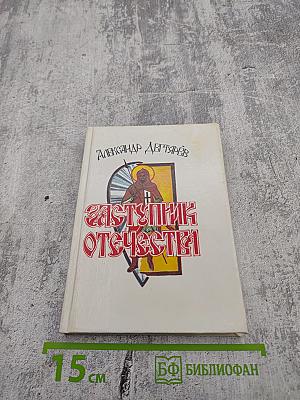 Александр Дегтярёв
ЗАСТУПНИК
ОТЕЧЕСТВА
15 см
БФ БИБЛИОФАН